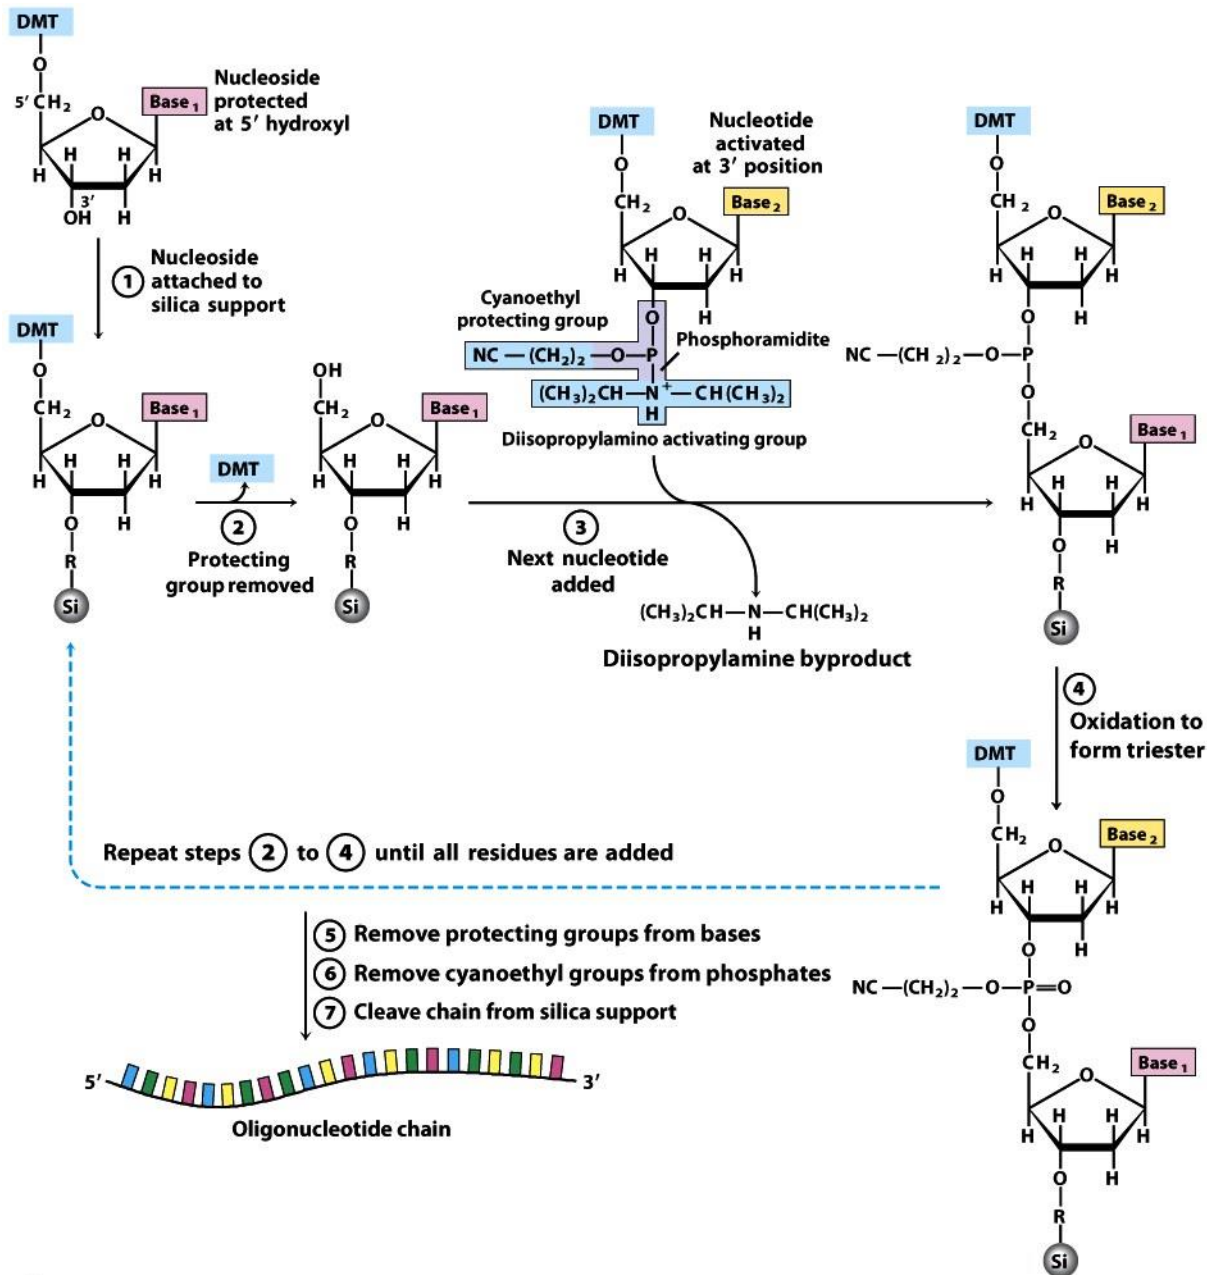 DMT
O
5′ CH₂
O
Base₁
Nucleoside
protected
at 5′ hydroxyl
H
H
H
H
3′
OH
H
① Nucleoside
attached to
silica support
DMT
O
CH₂
O
Base₁
H
H
H
H
O
H
R
Si
DMT
②
Protecting
group removed
OH
CH₂
O
Base₁
H
H
H
H
O
H
R
Si
DMT
Nucleotide
activated
at 3′ position
O
CH₂
O
Base₂
H
H
H
H
H
Cyanoethyl
protecting group
O
Phosphoramidite
NC—(CH₂)₂—O—P
(CH₃)₂CH—N⁺—CH(CH₃)₂
H
Diisopropylamino activating group
③
Next nucleotide
added
(CH₃)₂CH—N—CH(CH₃)₂
H
Diisopropylamine byproduct
DMT
O
CH₂
O
Base₂
H
H
H
H
O
H
NC—(CH₂)₂—O—P
O
CH₂
O
Base₁
H
H
H
H
O
H
R
Si
④
Oxidation to
form triester
DMT
O
CH₂
O
Base₂
H
H
H
H
O
H
NC—(CH₂)₂—O—P=O
O
CH₂
O
Base₁
H
H
H
H
O
H
R
Si
Repeat steps ② to ④ until all residues are added
⑤ Remove protecting groups from bases
⑥ Remove cyanoethyl groups from phosphates
⑦ Cleave chain from silica support
5′
3′
Oligonucleotide chain